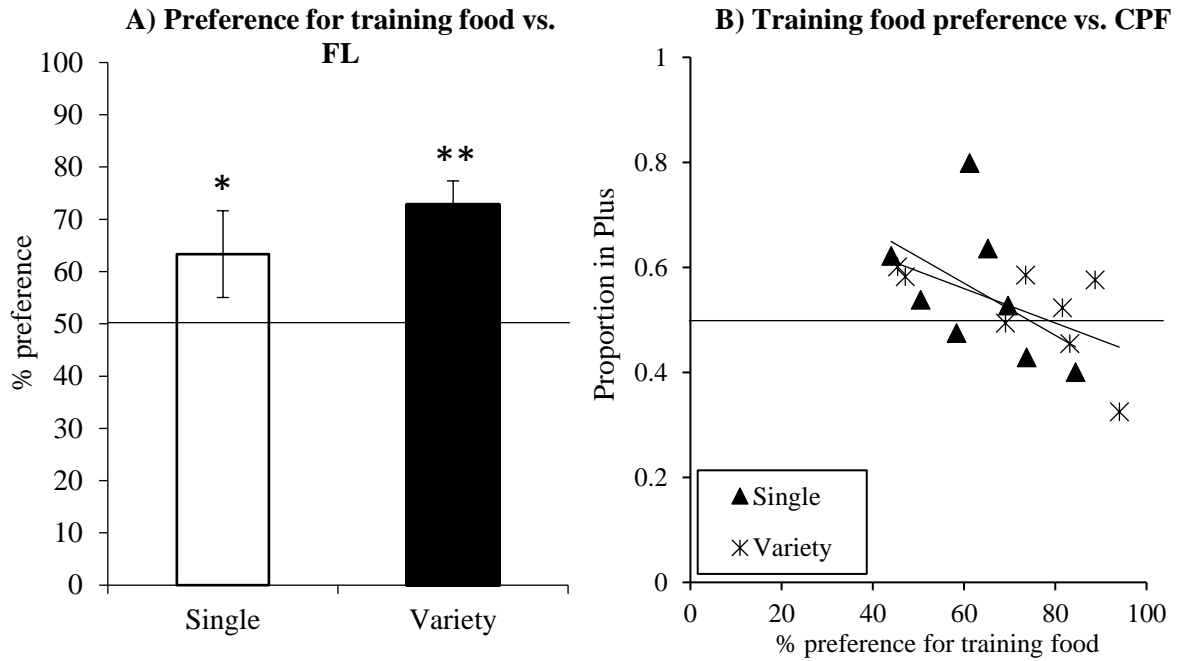 A) Preference for training food vs.
FL
100
90
80
70
60
50
40
30
20
10
0
% preference
*
**
Single
Variety
B) Training food preference vs. CPF
1
0.8
0.6
0.4
0.2
0
Proportion in Plus
Single
Variety
0
20
40
60
80
100
% preference for training food